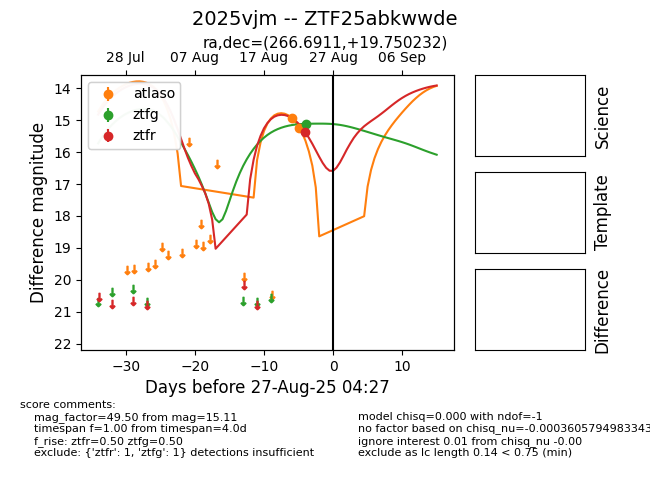 2025vjm -- ZTF25abkwwde
ra,dec=(266.6911,+19.750232)
28 Jul 07 Aug 17 Aug 27 Aug 06 Sep
atlaso
ztfg
ztfr
14
15
16
17
18
19
20
21
22
Difference magnitude
−30 −20 −10 0 10
Days before 27-Aug-25 04:27
Science
Template
Difference
score comments:
mag_factor=49.50 from mag=15.11
timespan f=1.00 from timespan=4.0d
f_rise: ztfr=0.50 ztfg=0.50
exclude: {'ztfr': 1, 'ztfg': 1} detections insufficient
model chisq=0.000 with ndof=-1
no factor based on chisq_nu=-0.0003605794983343
ignore interest 0.01 from chisq_nu -0.00
exclude as lc length 0.14 < 0.75 (min)